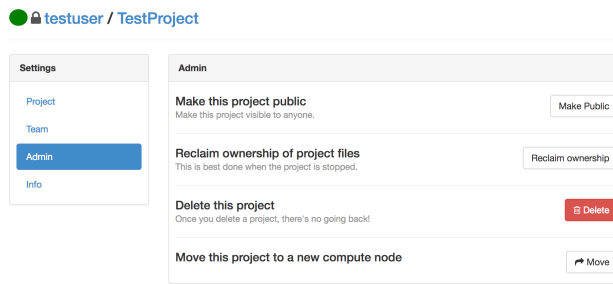 testuser / TestProject
Settings
Project
Team
Admin
Info
Admin
Make this project public
Make this project visible to anyone.
Make Public
Reclaim ownership of project files
This is best done when the project is stopped.
Reclaim ownership
Delete this project
Once you delete a project, there's no going back!
Delete
Move this project to a new compute node
Move